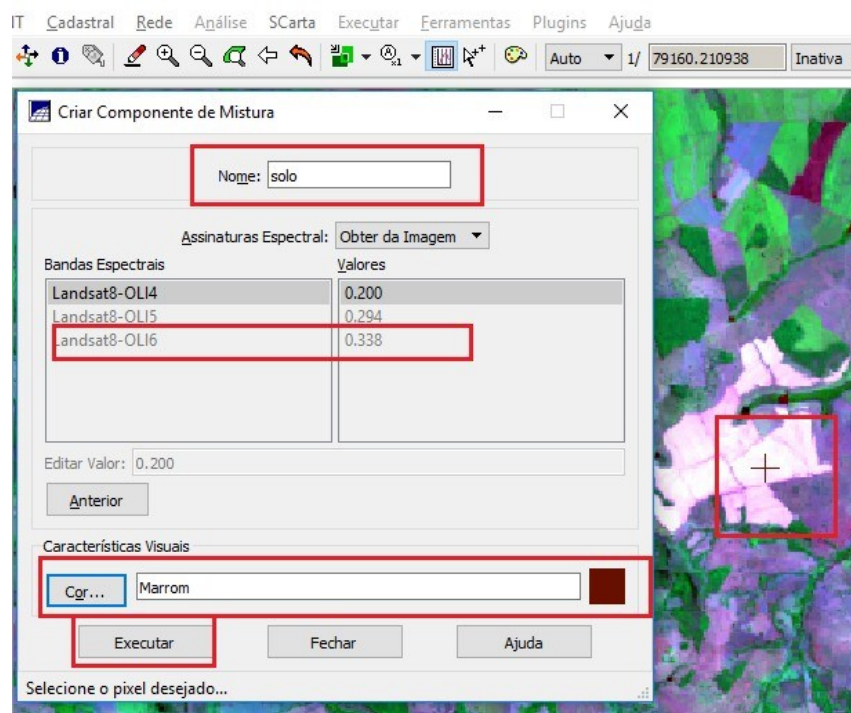 IT Cadastral Rede Análise SCarta Executar Ferramentas Plugins Ajuda
x1 Auto 1/ 79160.210938 Inativa
Criar Componente de Mistura
Nome: solo
Assinaturas Espectral: Obter da Imagem
Bandas Espectrais Valores
Landsat8-OLI4 0.200
Landsat8-OLI5 0.294
Landsat8-OLI6 0.338
Editar Valor: 0.200
Anterior
Características Visuais
Cor... Marrom
Executar Fechar Ajuda
Selecione o pixel desejado...